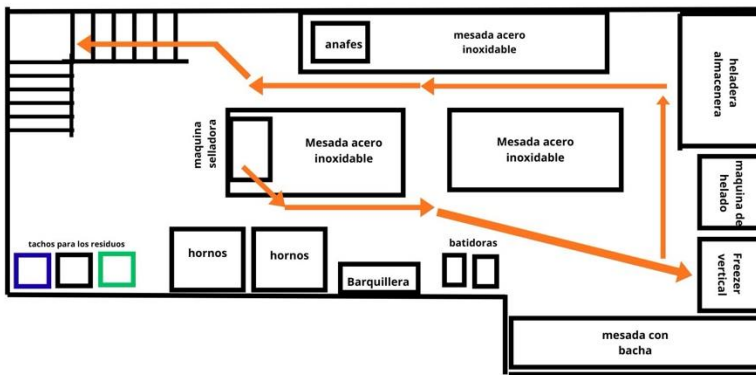 anafes
mesada acero
inoxidable
heladera
almacenera
maquina
selladora
Mesada acero
inoxidable
Mesada acero
inoxidable
maquina de
helado
tachos para los residuos
hornos
hornos
Barquillera
batidoras
Freezer
vertical
mesada con
bacha